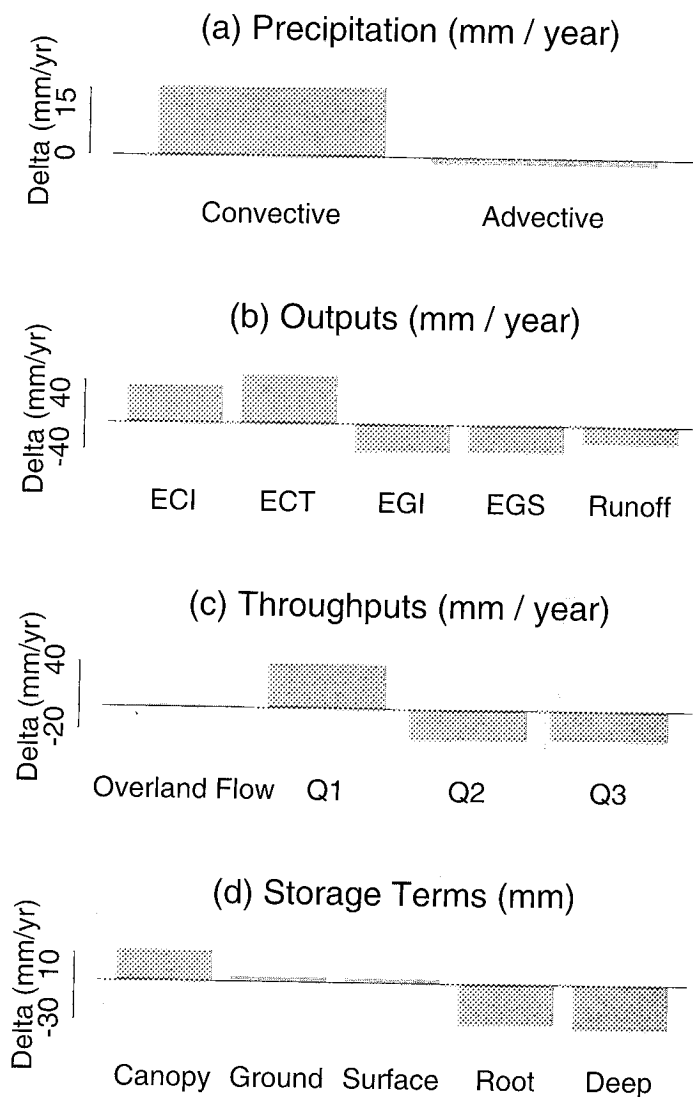 (a) Precipitation (mm / year)
Delta (mm/yr)
0 15
Convective Advective
(b) Outputs (mm / year)
Delta (mm/yr)
-40 40
ECI ECT EGI EGS Runoff
(c) Throughputs (mm / year)
Delta (mm/yr)
-20 40
Overland Flow Q1 Q2 Q3
(d) Storage Terms (mm)
Delta (mm/yr)
-30 10
Canopy Ground Surface Root Deep